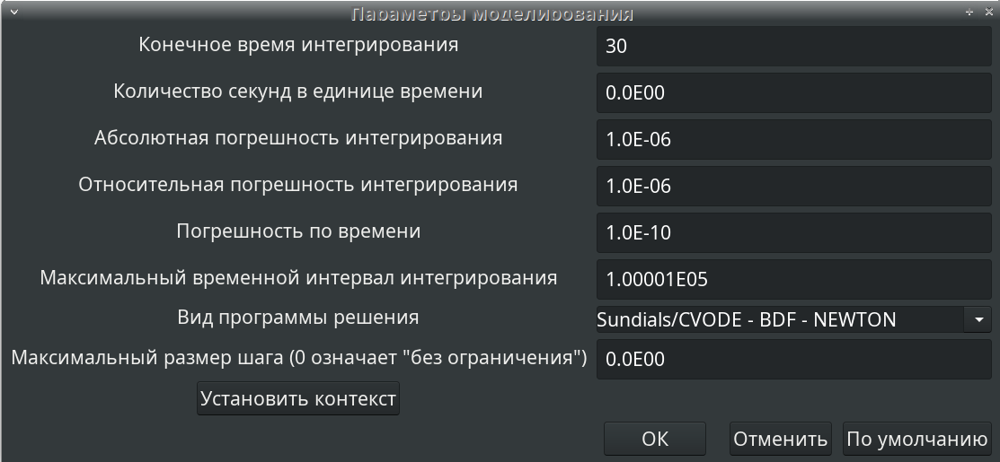 Параметры моделирования
Конечное время интегрирования 30
Количество секунд в единице времени 0.0E00
Абсолютная погрешность интегрирования 1.0E-06
Относительная погрешность интегрирования 1.0E-06
Погрешность по времени 1.0E-10
Максимальный временной интервал интегрирования 1.00001E05
Вид программы решения Sundials/CVODE - BDF - NEWTON
Максимальный размер шага (0 означает "без ограничения") 0.0E00
Установить контекст
OK Отменить По умолчанию